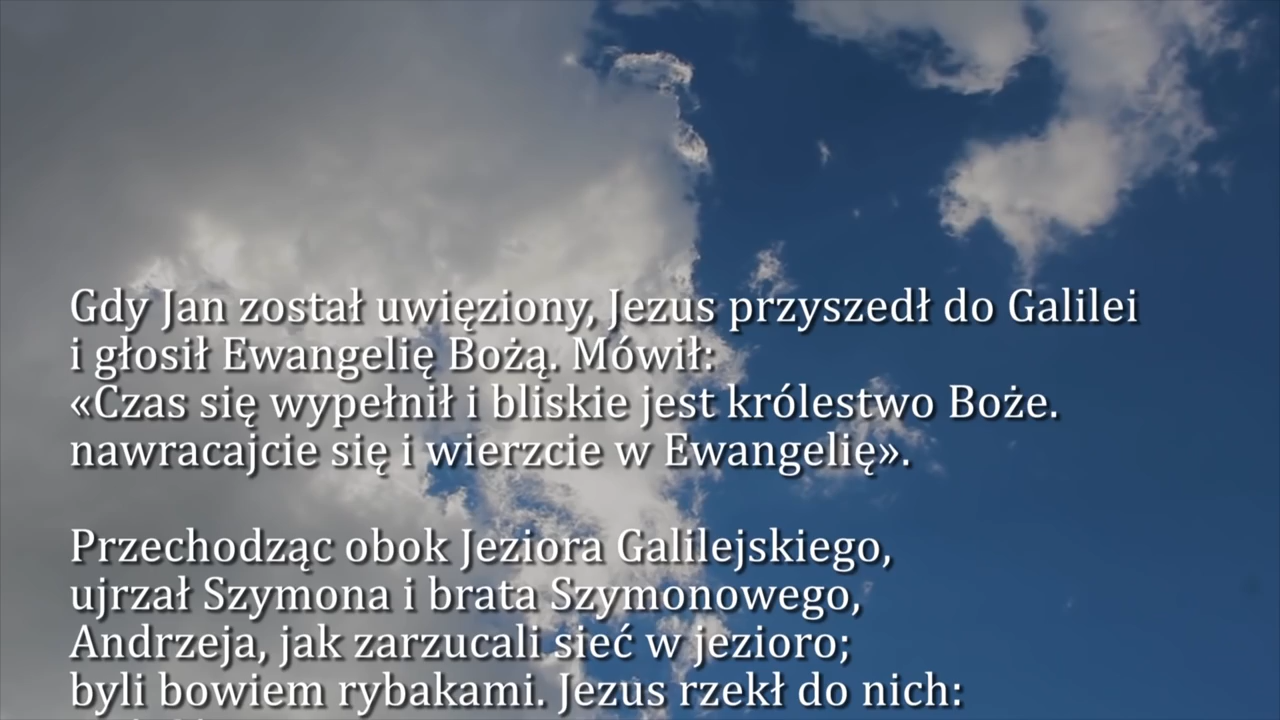 Gdy Jan został uwięziony, Jezus przyszedł do Galilei
i głosił Ewangelię Bożą. Mówił:
«Czas się wypełnił i bliskie jest królestwo Boże.
nawracajcie się i wierzcie w Ewangelię».
Przechodząc obok Jeziora Galilejskiego,
ujrzał Szymona i brata Szymonowego,
Andrzeja, jak zarzucali sieć w jezioro;
byli bowiem rybakami. Jezus rzekł do nich: